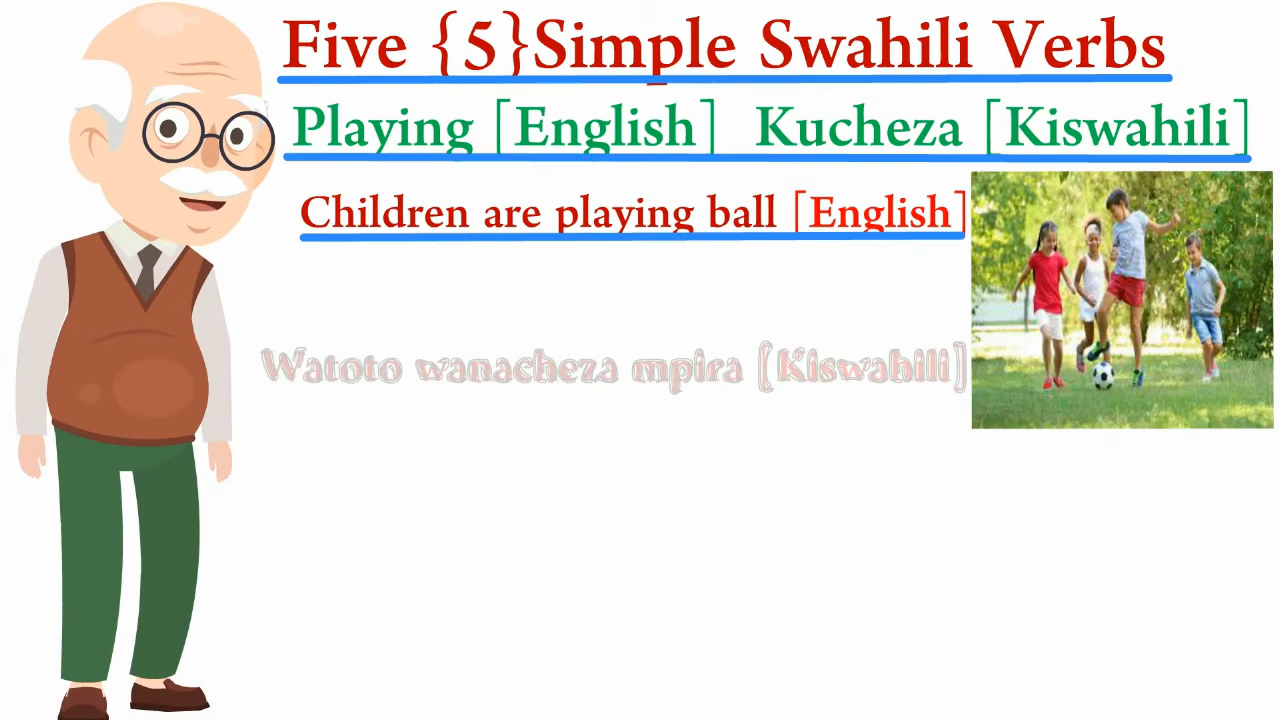 Five {5}Simple Swahili Verbs
Playing [English] Kucheza [Kiswahili]
Children are playing ball [English]
Watoto wanacheza mpira [Kiswahili]